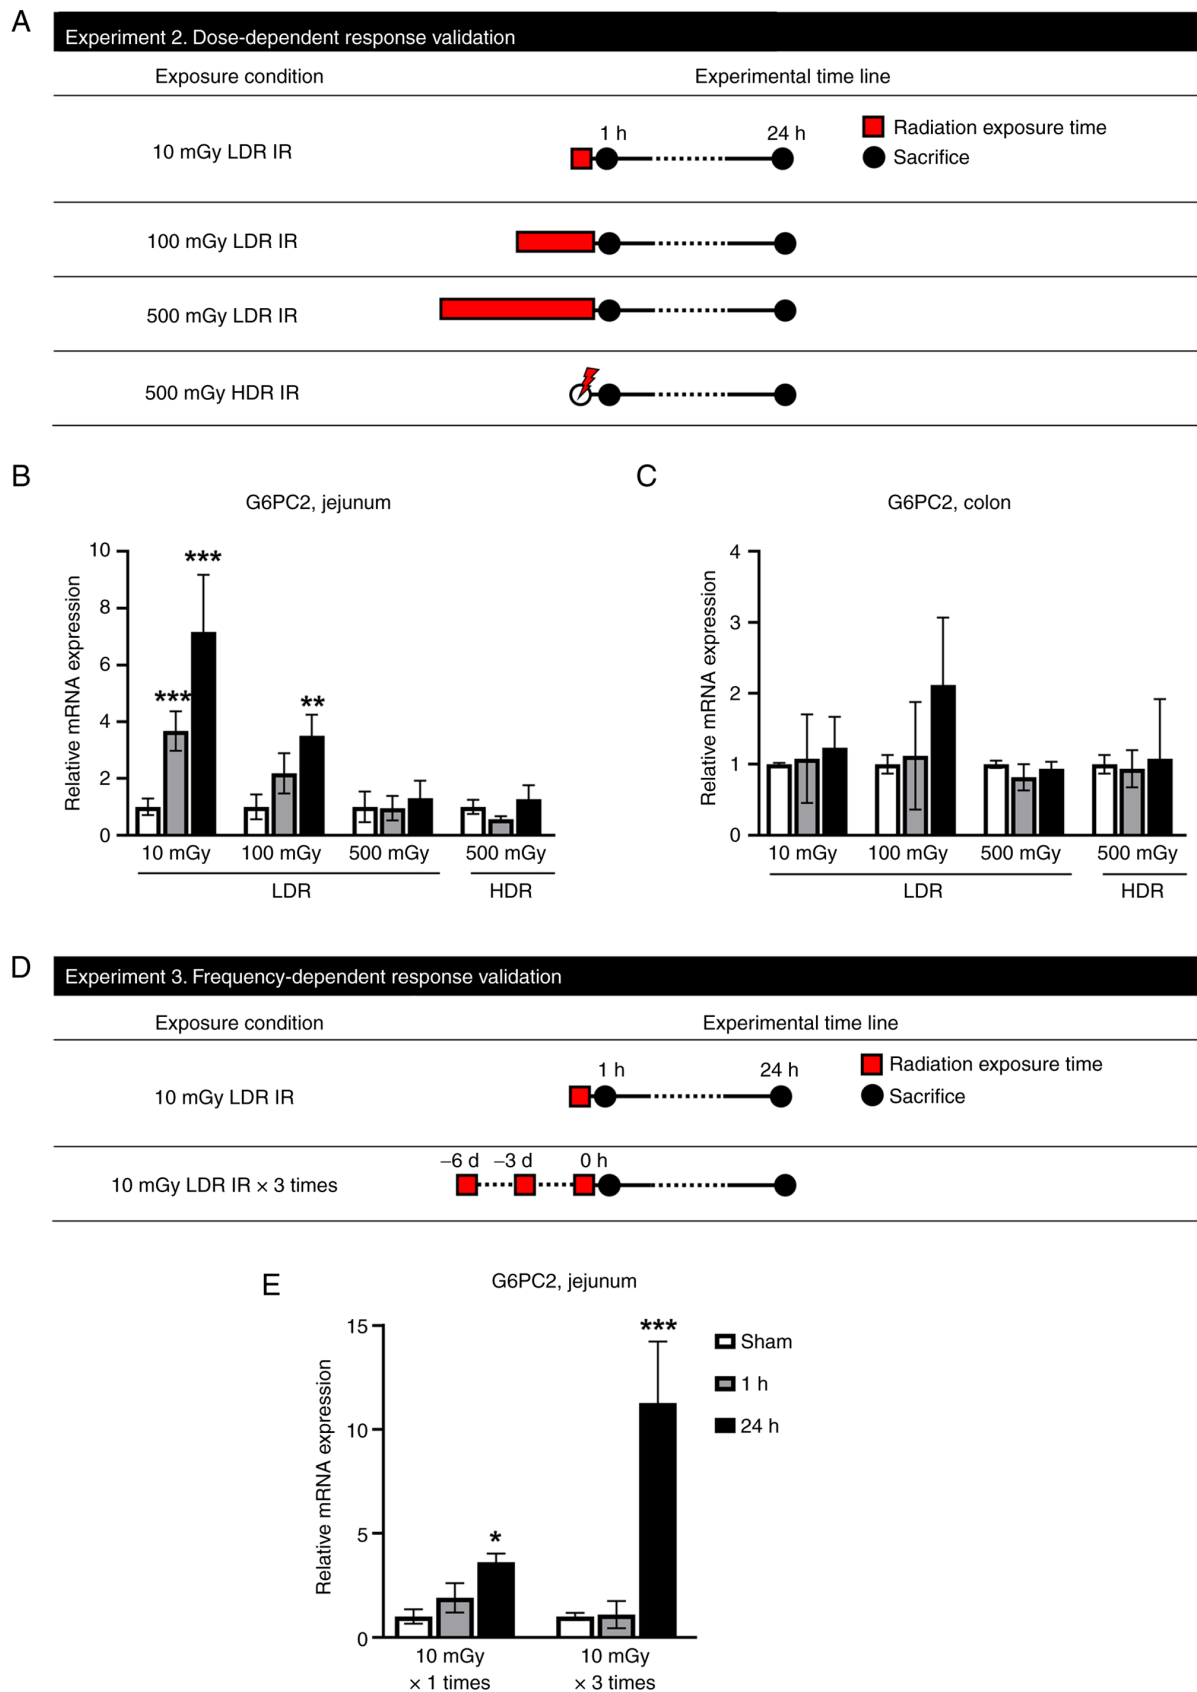 A
Experiment 2. Dose-dependent response validation
Exposure condition
Experimental time line
10 mGy LDR IR
1 h
24 h
Radiation exposure time
Sacrifice
100 mGy LDR IR
500 mGy LDR IR
500 mGy HDR IR
B
G6PC2, jejunum
Relative mRNA expression
10
8
6
4
2
0
***
***
**
10 mGy
100 mGy
500 mGy
500 mGy
LDR
HDR
C
G6PC2, colon
Relative mRNA expression
4
3
2
1
0
10 mGy
100 mGy
500 mGy
500 mGy
LDR
HDR
D
Experiment 3. Frequency-dependent response validation
Exposure condition
Experimental time line
10 mGy LDR IR
1 h
24 h
Radiation exposure time
Sacrifice
10 mGy LDR IR × 3 times
−6 d
−3 d
0 h
E
G6PC2, jejunum
Relative mRNA expression
15
10
5
0
*
***
Sham
1 h
24 h
10 mGy
× 1 times
10 mGy
× 3 times